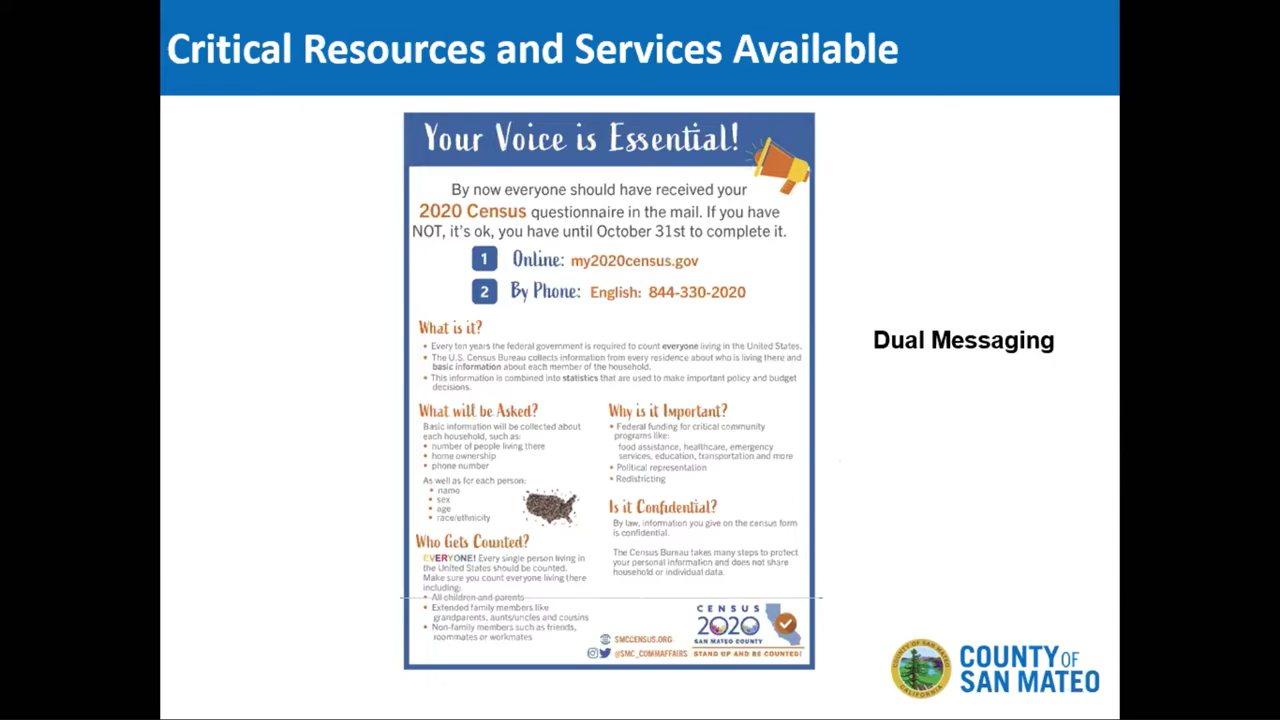 Critical Resources and Services Available
Your Voice is Essential!
By now everyone should have received your
2020 Census questionnaire in the mail. If you have
NOT, it's ok, you have until October 31st to complete it.
1 Online: my2020census.gov
2 By Phone: English: 844-330-2020
What is it?
• Every ten years the federal government is required to count everyone living in the United States.
• The U.S. Census Bureau collects information from every residence about who is living there and
basic information about each member of the household.
• This information is combined into statistics that are used to make important policy and budget
decisions.
What will be Asked?
Basic information will be collected about
each household, such as:
• number of people living there
• home ownership
• phone number
As well as for each person:
• name
• sex
• age
• race/ethnicity
Who Gets Counted?
EVERYONE! Every single person living in
the United States should be counted.
Make sure you count everyone living there
including:
• All children and parents
• Extended family members like
grandparents, aunts/uncles and cousins
• Non-family members such as friends,
roommates or workmates
Why is it Important?
• Federal funding for critical community
programs like:
food assistance, healthcare, emergency
services, education, transportation and more
• Political representation
• Redistricting
Is it Confidential?
By law, information you give on the census form
is confidential.
The Census Bureau takes many steps to protect
your personal information and does not share
household or individual data.
SMCCENSUS.ORG
@SMC_COMMAFFAIRS
CENSUS
2020
SAN MATEO COUNTY
STAND UP AND BE COUNTED!
Dual Messaging
COUNTY OF SAN MATEO
CALIFORNIA
COUNTY OF
SAN MATEO